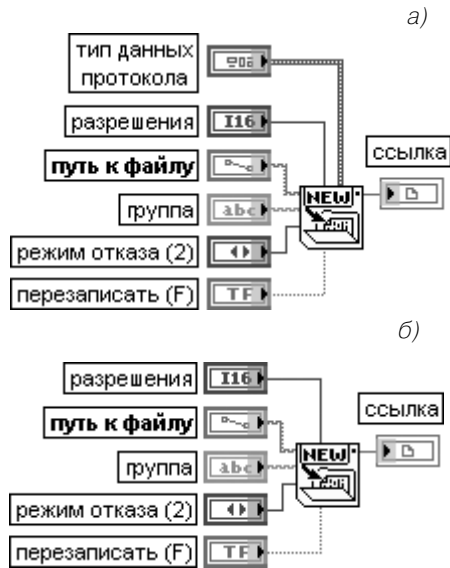 а)
тип данных
протокола
разрешения
I16
путь к файлу
ссылка
NEW
группа
abc
режим отказа (2)
перезаписать (F)
TF
б)
разрешения
I16
путь к файлу
ссылка
NEW
группа
abc
режим отказа (2)
перезаписать (F)
TF